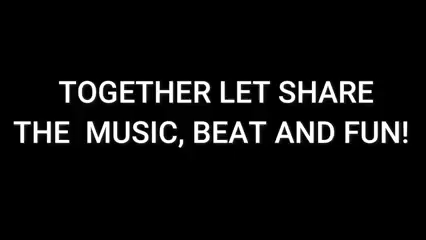 TOGETHER LET SHARE
THE  MUSIC, BEAT AND FUN!